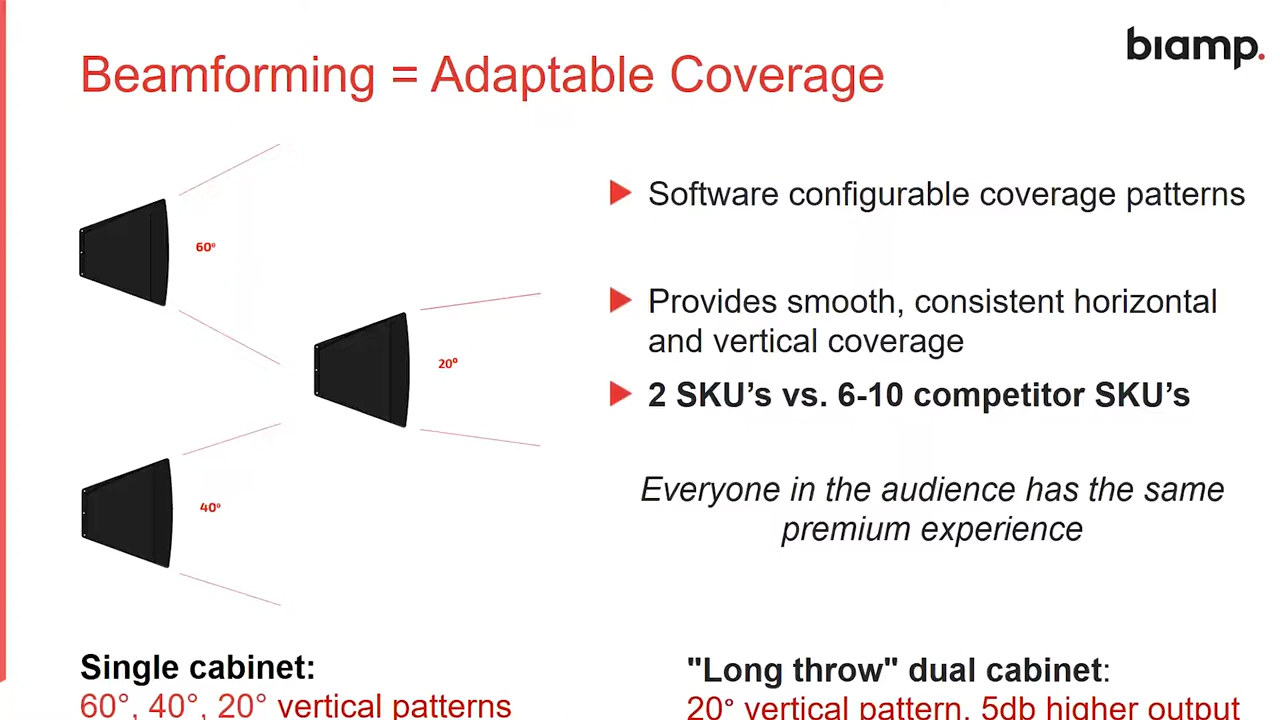 biamp.
Beamforming = Adaptable Coverage
60°
20°
40°
Software configurable coverage patterns
Provides smooth, consistent horizontal
and vertical coverage
2 SKU’s vs. 6-10 competitor SKU’s
Everyone in the audience has the same
premium experience
Single cabinet:
60°, 40°, 20° vertical patterns
"Long throw" dual cabinet:
20° vertical pattern, 5db higher output